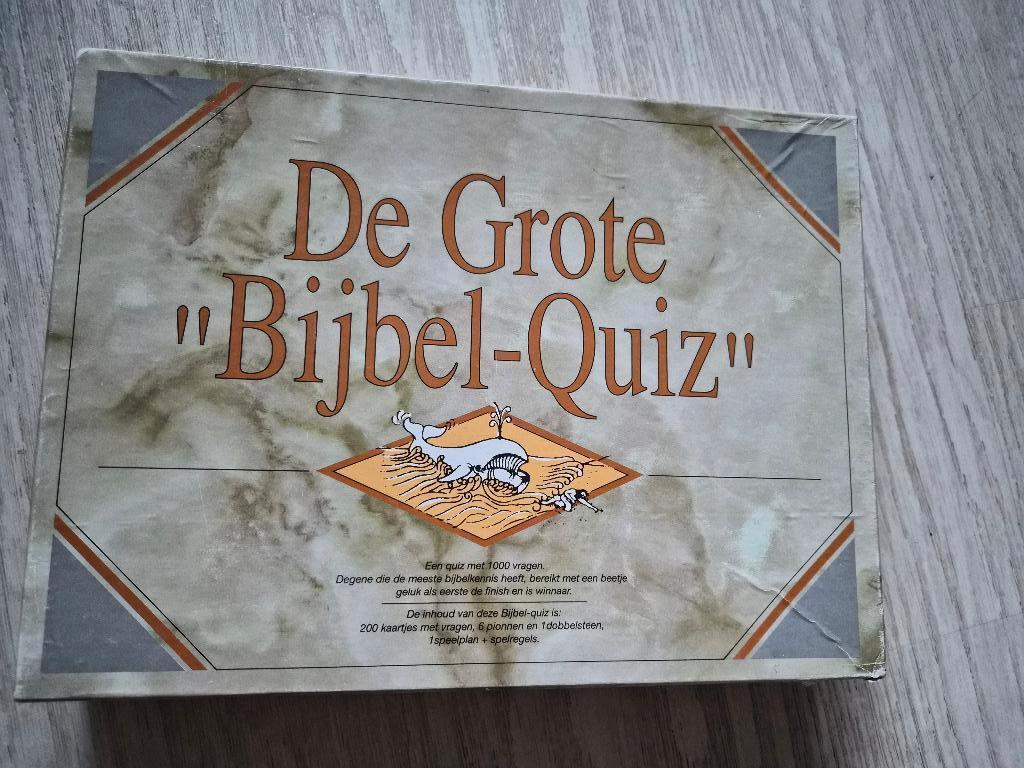 De Grote
"Bijbel-Quiz"
Een quiz met 1000 vragen.
Degene die de meeste bijbelkennis heeft, bereikt met een beetje
geluk als eerste de finish en is winnaar.
De inhoud van deze Bijbel-quiz is:
200 kaartjes met vragen, 6 pionnen en 1dobbelsteen,
1speelplan + spelregels.